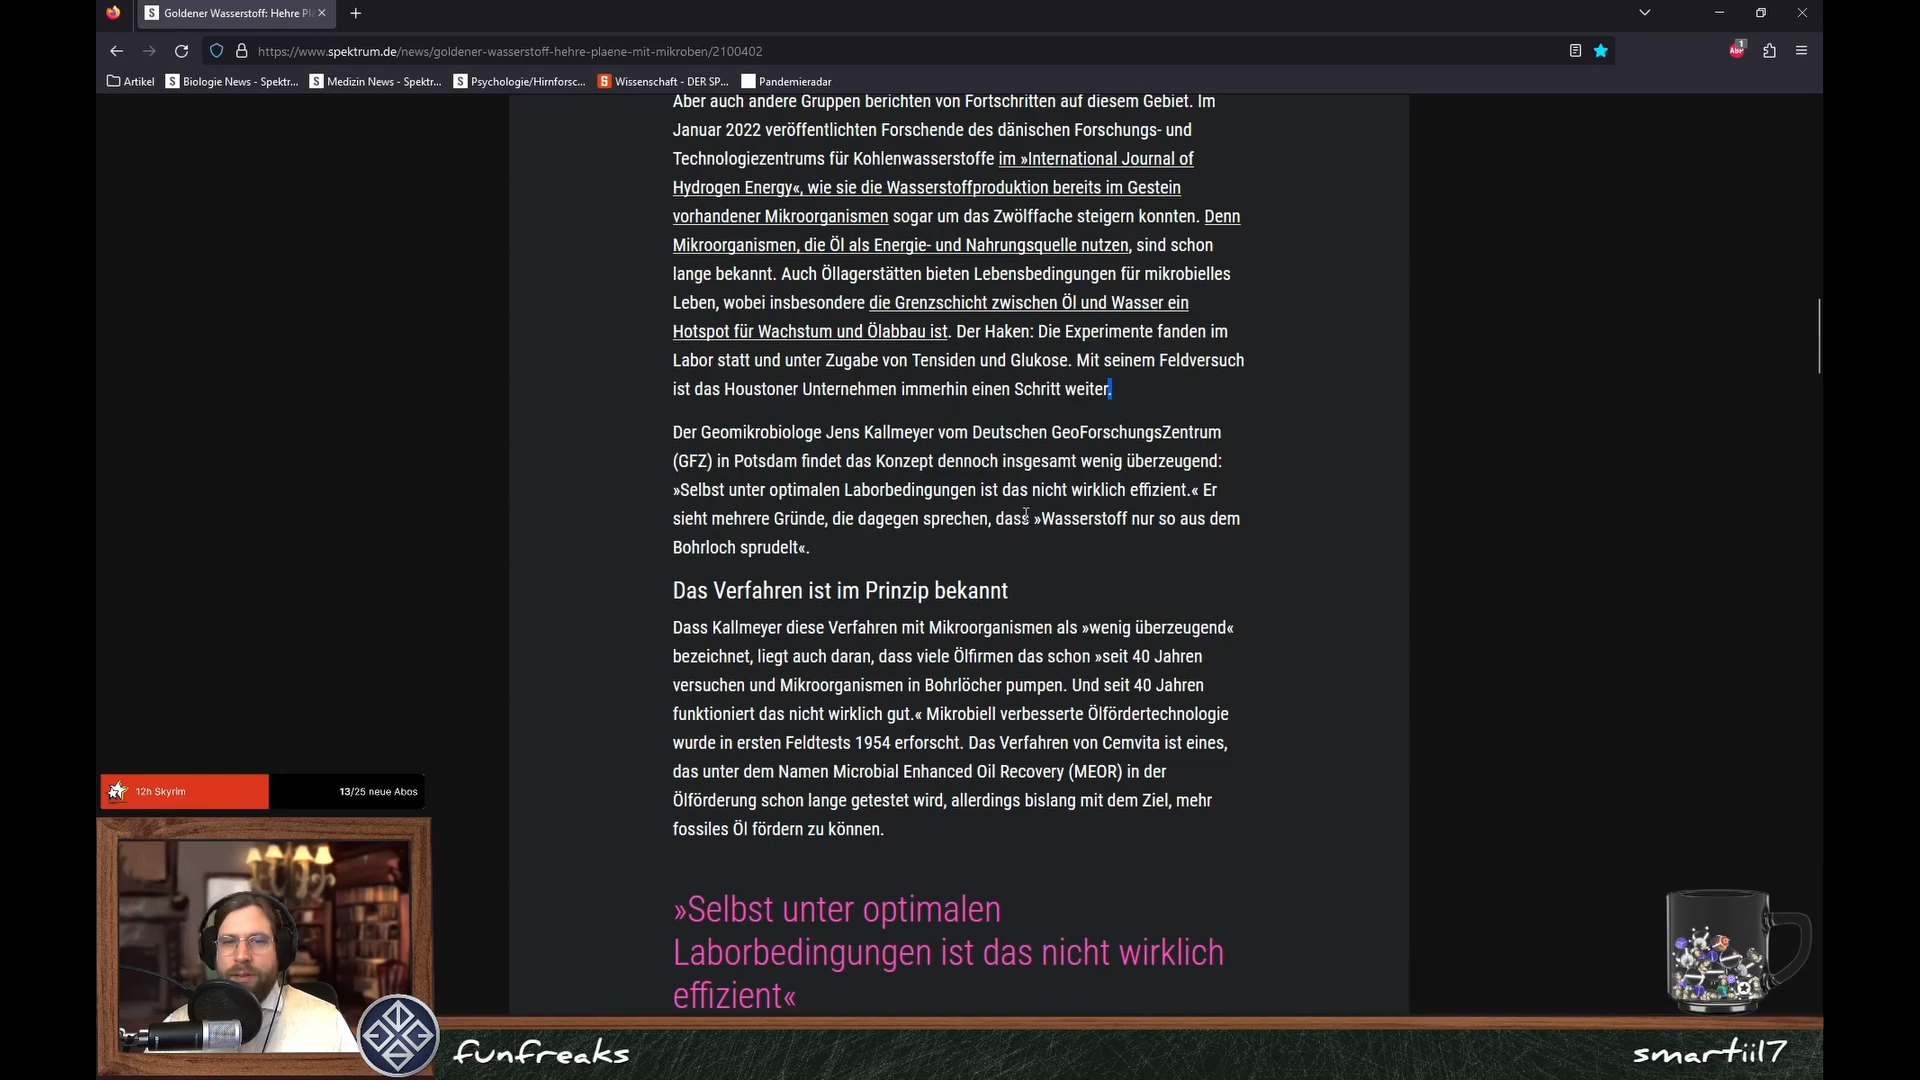 Goldener Wasserstoff: Hehre Pl
https://www.spektrum.de/news/goldener-wasserstoff-hehre-plaene-mit-mikroben/2100402
Artikel
Biologie News - Spektr...
Medizin News - Spektr...
Psychologie/Hirnforsc...
Wissenschaft - DER SP...
Pandemieradar
ABP
1
Aber auch andere Gruppen berichten von Fortschritten auf diesem Gebiet. Im
Januar 2022 veröffentlichten Forschende des dänischen Forschungs- und
Technologiezentrums für Kohlenwasserstoffe im »International Journal of
Hydrogen Energy«, wie sie die Wasserstoffproduktion bereits im Gestein
vorhandener Mikroorganismen sogar um das Zwölffache steigern konnten. Denn
Mikroorganismen, die Öl als Energie- und Nahrungsquelle nutzen, sind schon
lange bekannt. Auch Öllagerstätten bieten Lebensbedingungen für mikrobielles
Leben, wobei insbesondere die Grenzschicht zwischen Öl und Wasser ein
Hotspot für Wachstum und Ölabbau ist. Der Haken: Die Experimente fanden im
Labor statt und unter Zugabe von Tensiden und Glukose. Mit seinem Feldversuch
ist das Houstoner Unternehmen immerhin einen Schritt weiter.
Der Geomikrobiologe Jens Kallmeyer vom Deutschen GeoForschungsZentrum
(GFZ) in Potsdam findet das Konzept dennoch insgesamt wenig überzeugend:
»Selbst unter optimalen Laborbedingungen ist das nicht wirklich effizient.« Er
sieht mehrere Gründe, die dagegen sprechen, dass »Wasserstoff nur so aus dem
Bohrloch sprudelt«.
Das Verfahren ist im Prinzip bekannt
Dass Kallmeyer diese Verfahren mit Mikroorganismen als »wenig überzeugend«
bezeichnet, liegt auch daran, dass viele Ölfirmen das schon »seit 40 Jahren
versuchen und Mikroorganismen in Bohrlöcher pumpen. Und seit 40 Jahren
funktioniert das nicht wirklich gut.« Mikrobiell verbesserte Ölfördertechnologie
wurde in ersten Feldtests 1954 erforscht. Das Verfahren von Cemvita ist eines,
das unter dem Namen Microbial Enhanced Oil Recovery (MEOR) in der
Ölförderung schon lange getestet wird, allerdings bislang mit dem Ziel, mehr
fossiles Öl fördern zu können.
»Selbst unter optimalen
Laborbedingungen ist das nicht wirklich
effizient«
12h Skyrim
13/25 neue Abos
funfreaks
smartiil7